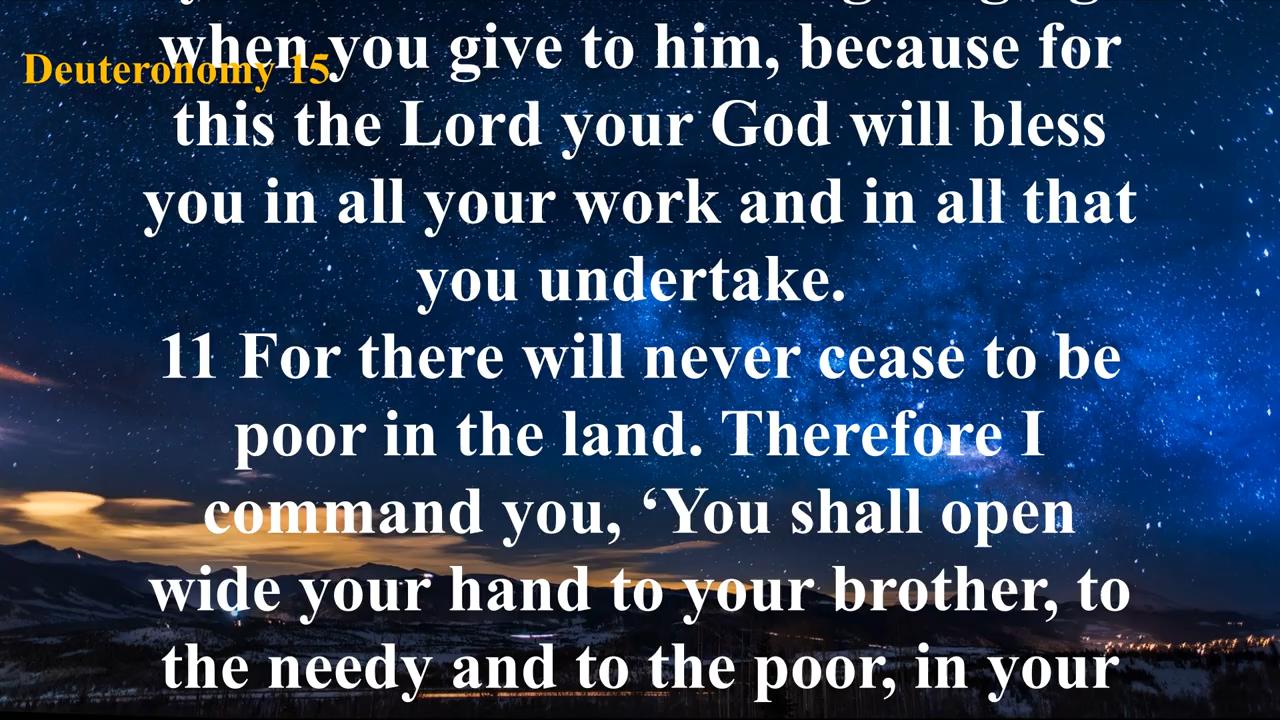 when you give to him, because for
Deuteronomy 15
this the Lord your God will bless
you in all your work and in all that
you undertake.
11 For there will never cease to be
poor in the land. Therefore I
command you, ‘You shall open
wide your hand to your brother, to
the needy and to the poor, in your